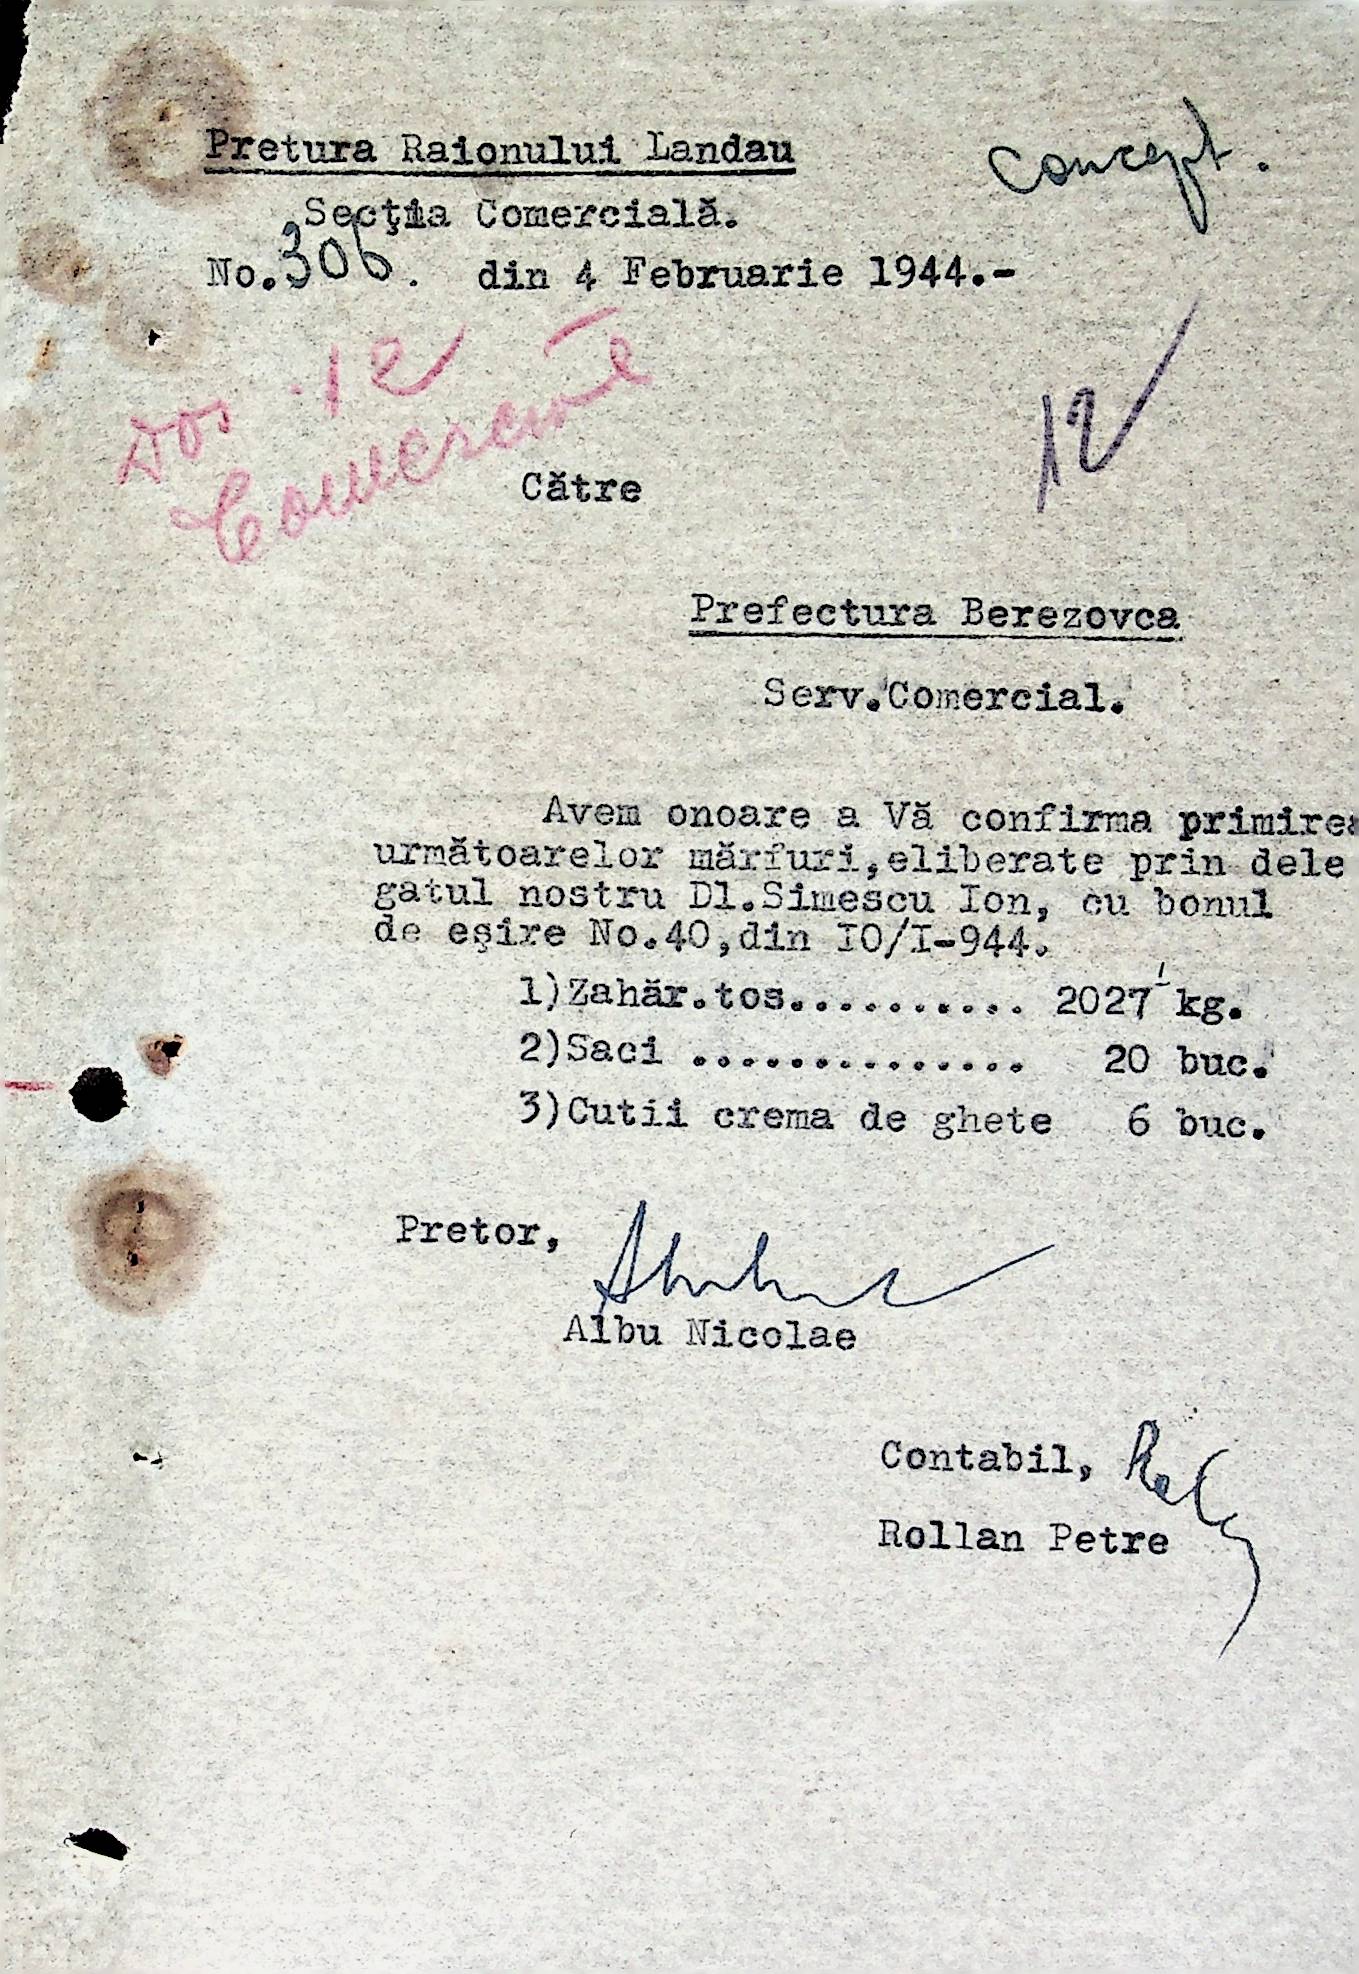 Pretura Raionului Landau
concept.
Secţia Comercială.
No. 306. din 4 Februarie 1944.-
Dos 12
Comerciale
12
Către
Prefectura Berezovca
Serv.Comercial.
Avem onoare a Vă confirma primirea
următoarelor mărfuri,eliberate prin dele
gatul nostru Dl.Simescu Ion, cu bonul
de eşire No.40,din IO/I-944.
1)Zahăr.tos.......... 2027 kg.
2)Saci .............. 20 buc.
3)Cutii crema de ghete 6 buc.
Pretor,
Albu Nicolae
Contabil,
Rollan Petre